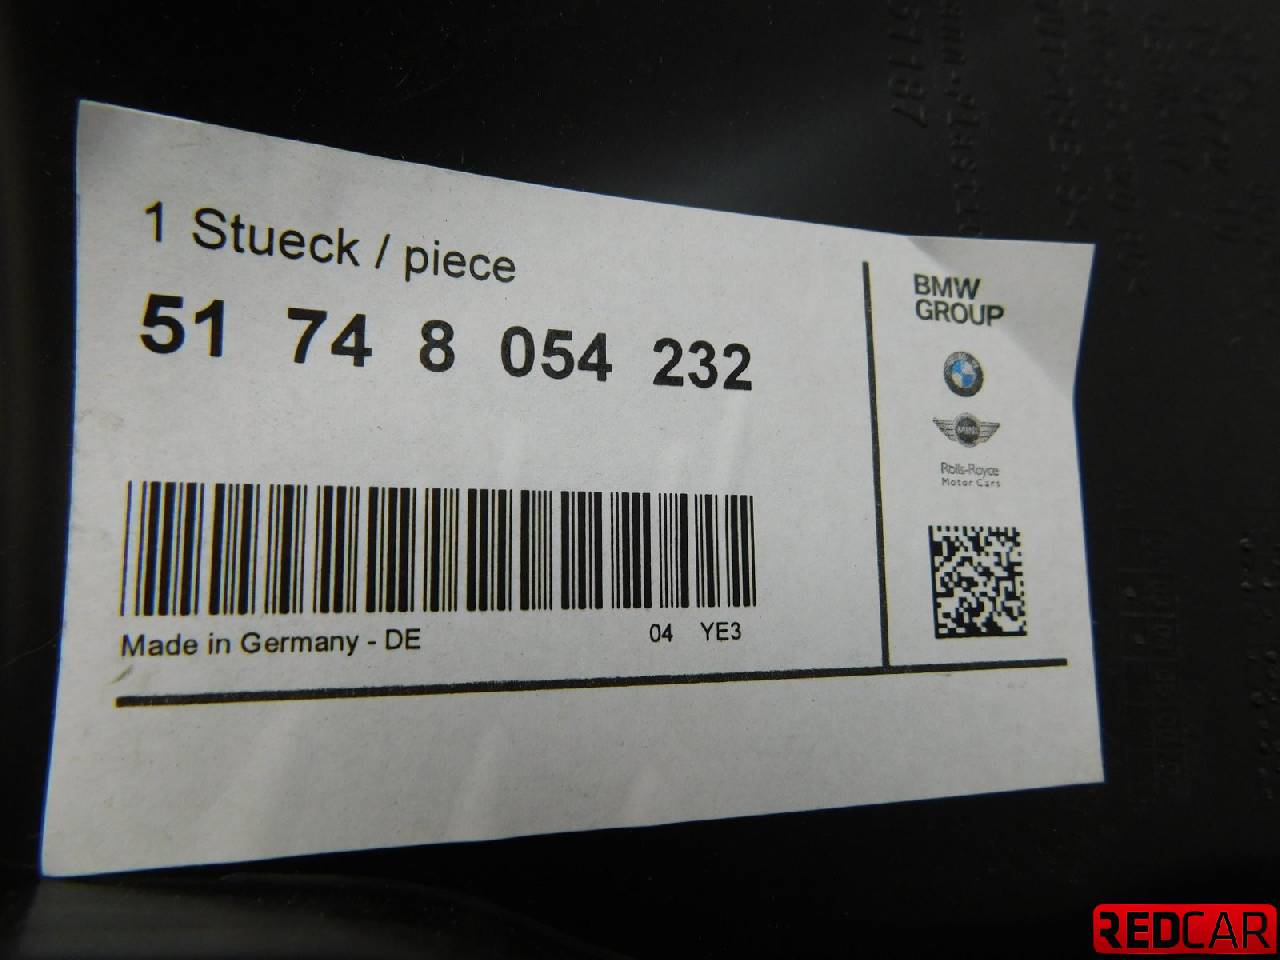 1 Stueck / piece
51 74 8 054 232
Made in Germany - DE
04 YE3
BMW
GROUP
Rolls-Royce
Motor Cars
51187
REDCAR